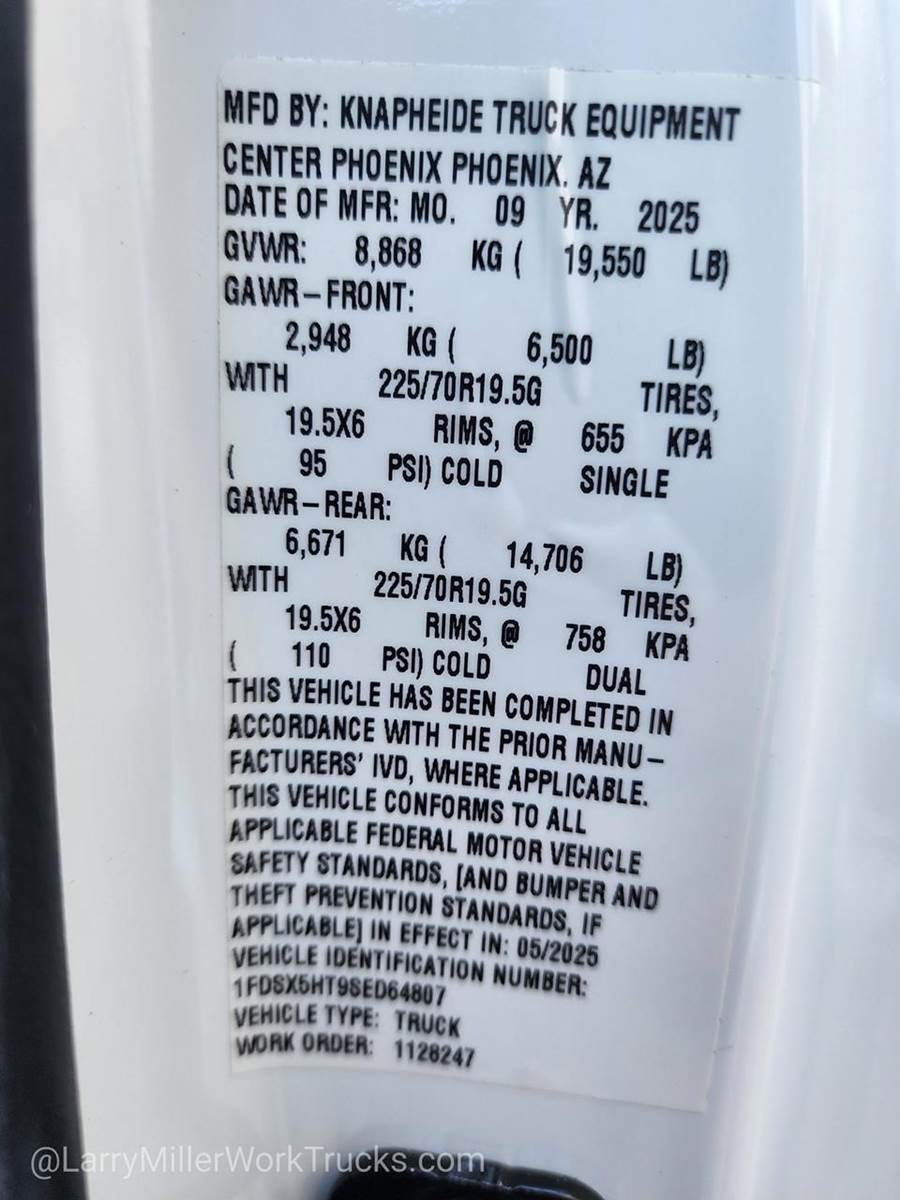 MFD BY: KNAPHEIDE TRUCK EQUIPMENT
CENTER PHOENIX PHOENIX, AZ
DATE OF MFR: MO. 09 YR. 2025
GVWR: 8,868 KG ( 19,550 LB)
GAWR-FRONT:
2,948 KG ( 6,500 LB)
WITH 225/70R19.5G TIRES,
19.5X6 RIMS, @ 655 KPA
( 95 PSI) COLD SINGLE
GAWR-REAR:
6,671 KG ( 14,706 LB)
WITH 225/70R19.5G TIRES,
19.5X6 RIMS, @ 758 KPA
( 110 PSI) COLD DUAL
THIS VEHICLE HAS BEEN COMPLETED IN
ACCORDANCE WITH THE PRIOR MANU-
FACTURERS' IVD, WHERE APPLICABLE.
THIS VEHICLE CONFORMS TO ALL
APPLICABLE FEDERAL MOTOR VEHICLE
SAFETY STANDARDS, [AND BUMPER AND
THEFT PREVENTION STANDARDS, IF
APPLICABLE] IN EFFECT IN: 05/2025
VEHICLE IDENTIFICATION NUMBER:
1FDSX5HT9SED64807
VEHICLE TYPE: TRUCK
WORK ORDER: 1128247
@LarryMillerWorkTrucks.com